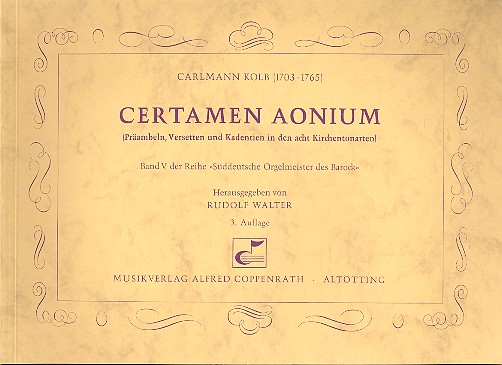 CARLMANN KOLB (1703-1765)
CERTAMEN AONIUM
(Präambeln, Versetten und Kadentien in den acht Kirchentonarten)
Band V der Reihe »Süddeutsche Orgelmeister des Barock«
Herausgegeben von
RUDOLF WALTER
3. Auflage
MUSIKVERLAG ALFRED COPPENRATH · ALTÖTTING